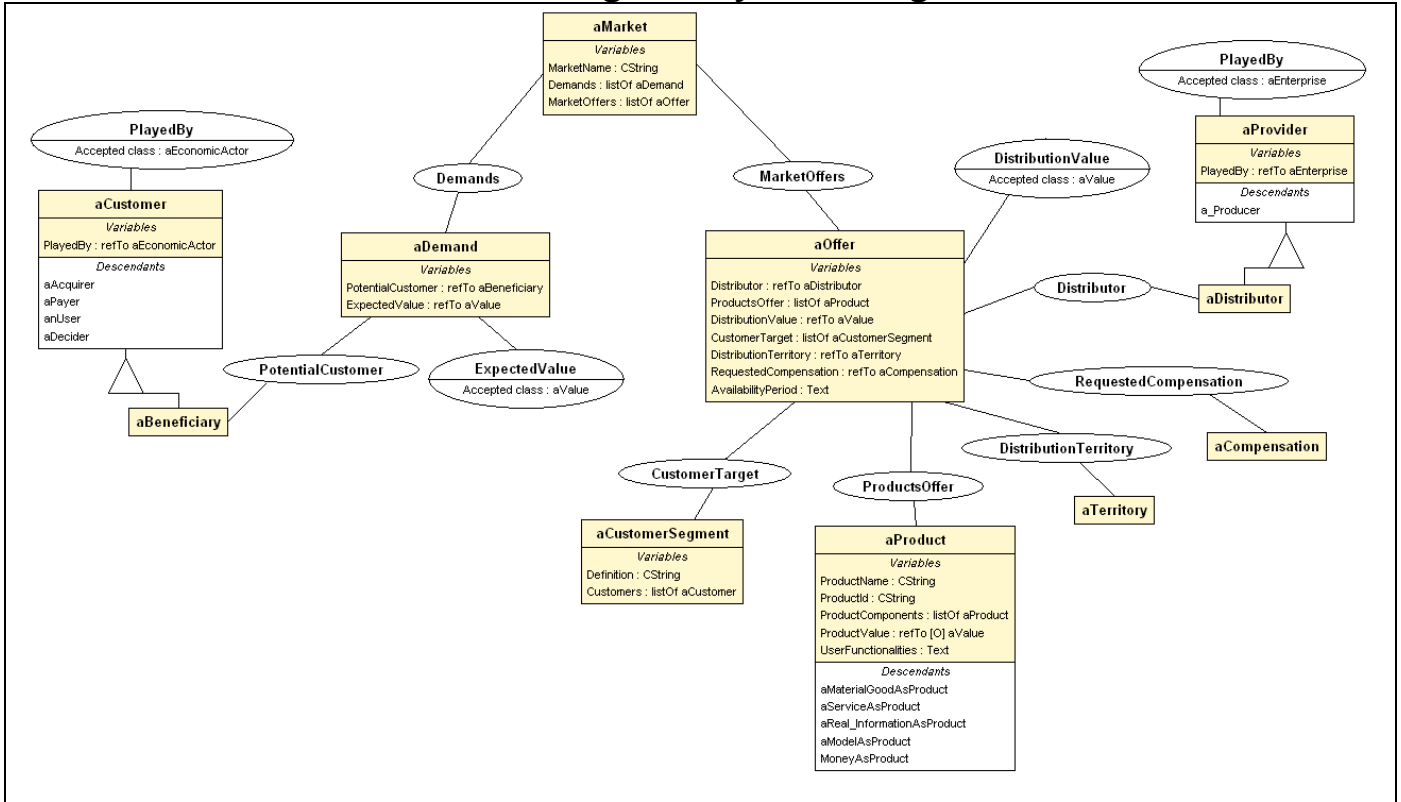 aMarket
Variables
MarketName : CString
Demands : listOf aDemand
MarketOffers : listOf aOffer
PlayedBy
Accepted class : aEnterprise
aProvider
Variables
PlayedBy : refTo aEnterprise
Descendants
a_Producer
PlayedBy
Accepted class : aEconomicActor
aCustomer
Variables
PlayedBy : refTo aEconomicActor
Descendants
aAcquirer
aPayer
anUser
aDecider
aBeneficiary
Demands
MarketOffers
DistributionValue
Accepted class : aValue
aDemand
Variables
PotentialCustomer : refTo aBeneficiary
ExpectedValue : refTo aValue
PotentialCustomer
ExpectedValue
Accepted class : aValue
aOffer
Variables
Distributor : refTo aDistributor
ProductsOffer : listOf aProduct
DistributionValue : refTo aValue
CustomerTarget : listOf aCustomerSegment
DistributionTerritory : refTo aTerritory
RequestedCompensation : refTo aCompensation
AvailabilityPeriod : Text
Distributor
aDistributor
RequestedCompensation
aCompensation
DistributionTerritory
aTerritory
CustomerTarget
ProductsOffer
aCustomerSegment
Variables
Definition : CString
Customers : listOf aCustomer
aProduct
Variables
ProductName : CString
ProductId : CString
ProductComponents : listOf aProduct
ProductValue : refTo [O] aValue
UserFunctionalities : Text
Descendants
aMaterialGoodAsProduct
aServiceAsProduct
aReal_InformationAsProduct
aModelAsProduct
MoneyAsProduct